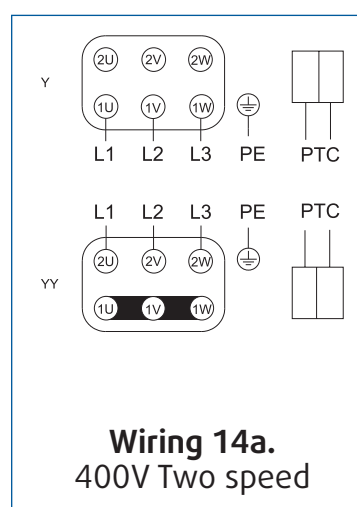 2U 2V 2W
Y
1U 1V 1W
L1 L2 L3 PE PTC
L1 L2 L3 PE PTC
2U 2V 2W
YY
1U 1V 1W
Wiring 14a.
400V Two speed